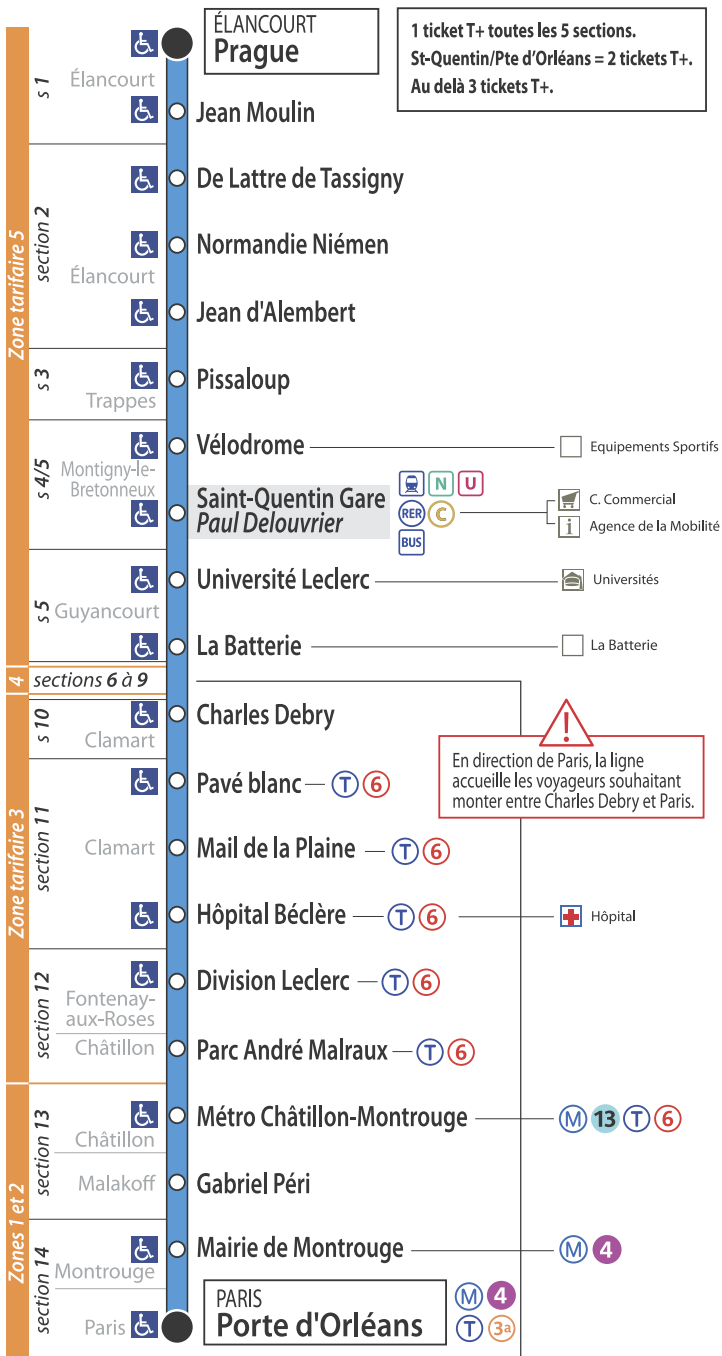 ÉLANCOURT
Prague
1 ticket T+ toutes les 5 sections.
St-Quentin/Pte d'Orléans = 2 tickets T+.
Au delà 3 tickets T+.
Zone tarifaire 5
s 1
Élancourt
Jean Moulin
section 2
Élancourt
De Lattre de Tassigny
Normandie Niémen
Jean d'Alembert
s 3
Trappes
Pissaloup
s 4/5
Montigny-le-
Bretonneux
Vélodrome
Equipements Sportifs
Saint-Quentin Gare
Paul Delouvrier
N U
RER C
BUS
C. Commercial
i Agence de la Mobilité
s 5
Guyancourt
Université Leclerc
Universités
La Batterie
La Batterie
4 sections 6 à 9
Zone tarifaire 3
s 10
Clamart
Charles Debry
!
En direction de Paris, la ligne
accueille les voyageurs souhaitant
monter entre Charles Debry et Paris.
section 11
Clamart
Pavé blanc T 6
Mail de la Plaine T 6
Hôpital Béclère T 6
Hôpital
section 12
Fontenay-
aux-Roses
Division Leclerc T 6
Châtillon
Parc André Malraux T 6
Zones 1 et 2
section 13
Châtillon
Métro Châtillon-Montrouge M 13 T 6
Malakoff
Gabriel Péri
section 14
Montrouge
Mairie de Montrouge M 4
Paris
PARIS
Porte d'Orléans
M 4
T 3a